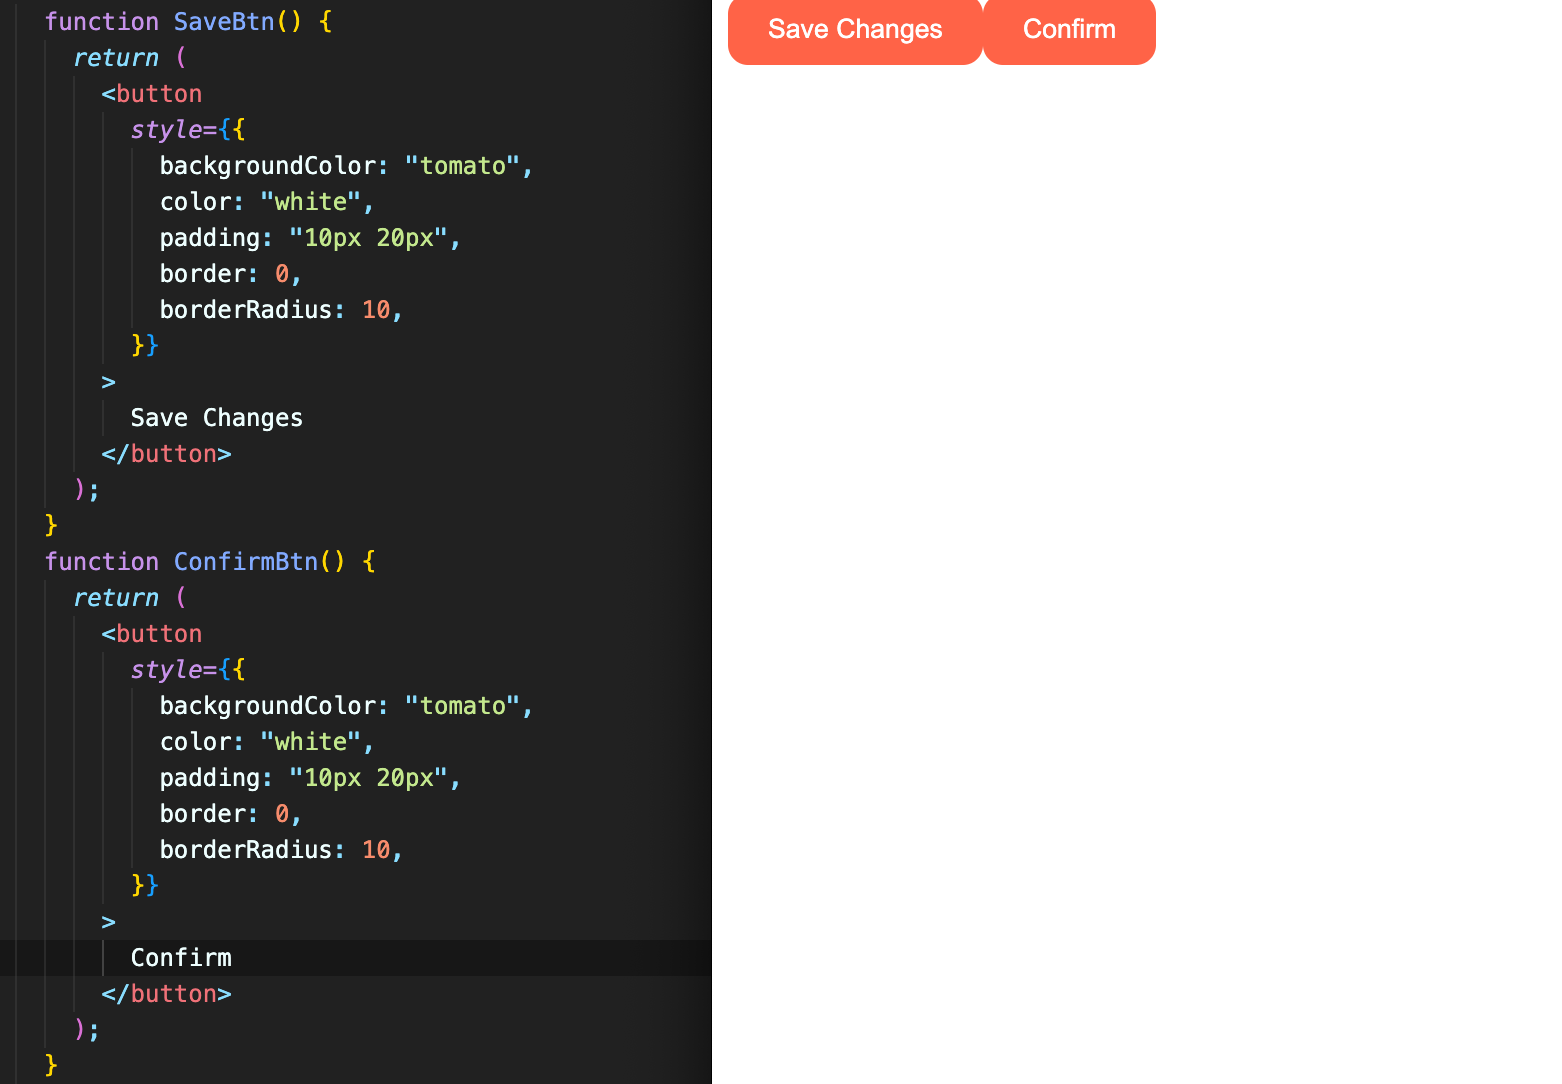 function SaveBtn() {
  return (
    <button
      style={{
        backgroundColor: "tomato",
        color: "white",
        padding: "10px 20px",
        border: 0,
        borderRadius: 10,
      }}
    >
      Save Changes
    </button>
  );
}
function ConfirmBtn() {
  return (
    <button
      style={{
        backgroundColor: "tomato",
        color: "white",
        padding: "10px 20px",
        border: 0,
        borderRadius: 10,
      }}
    >
      Confirm
    </button>
  );
}
Save Changes
Confirm